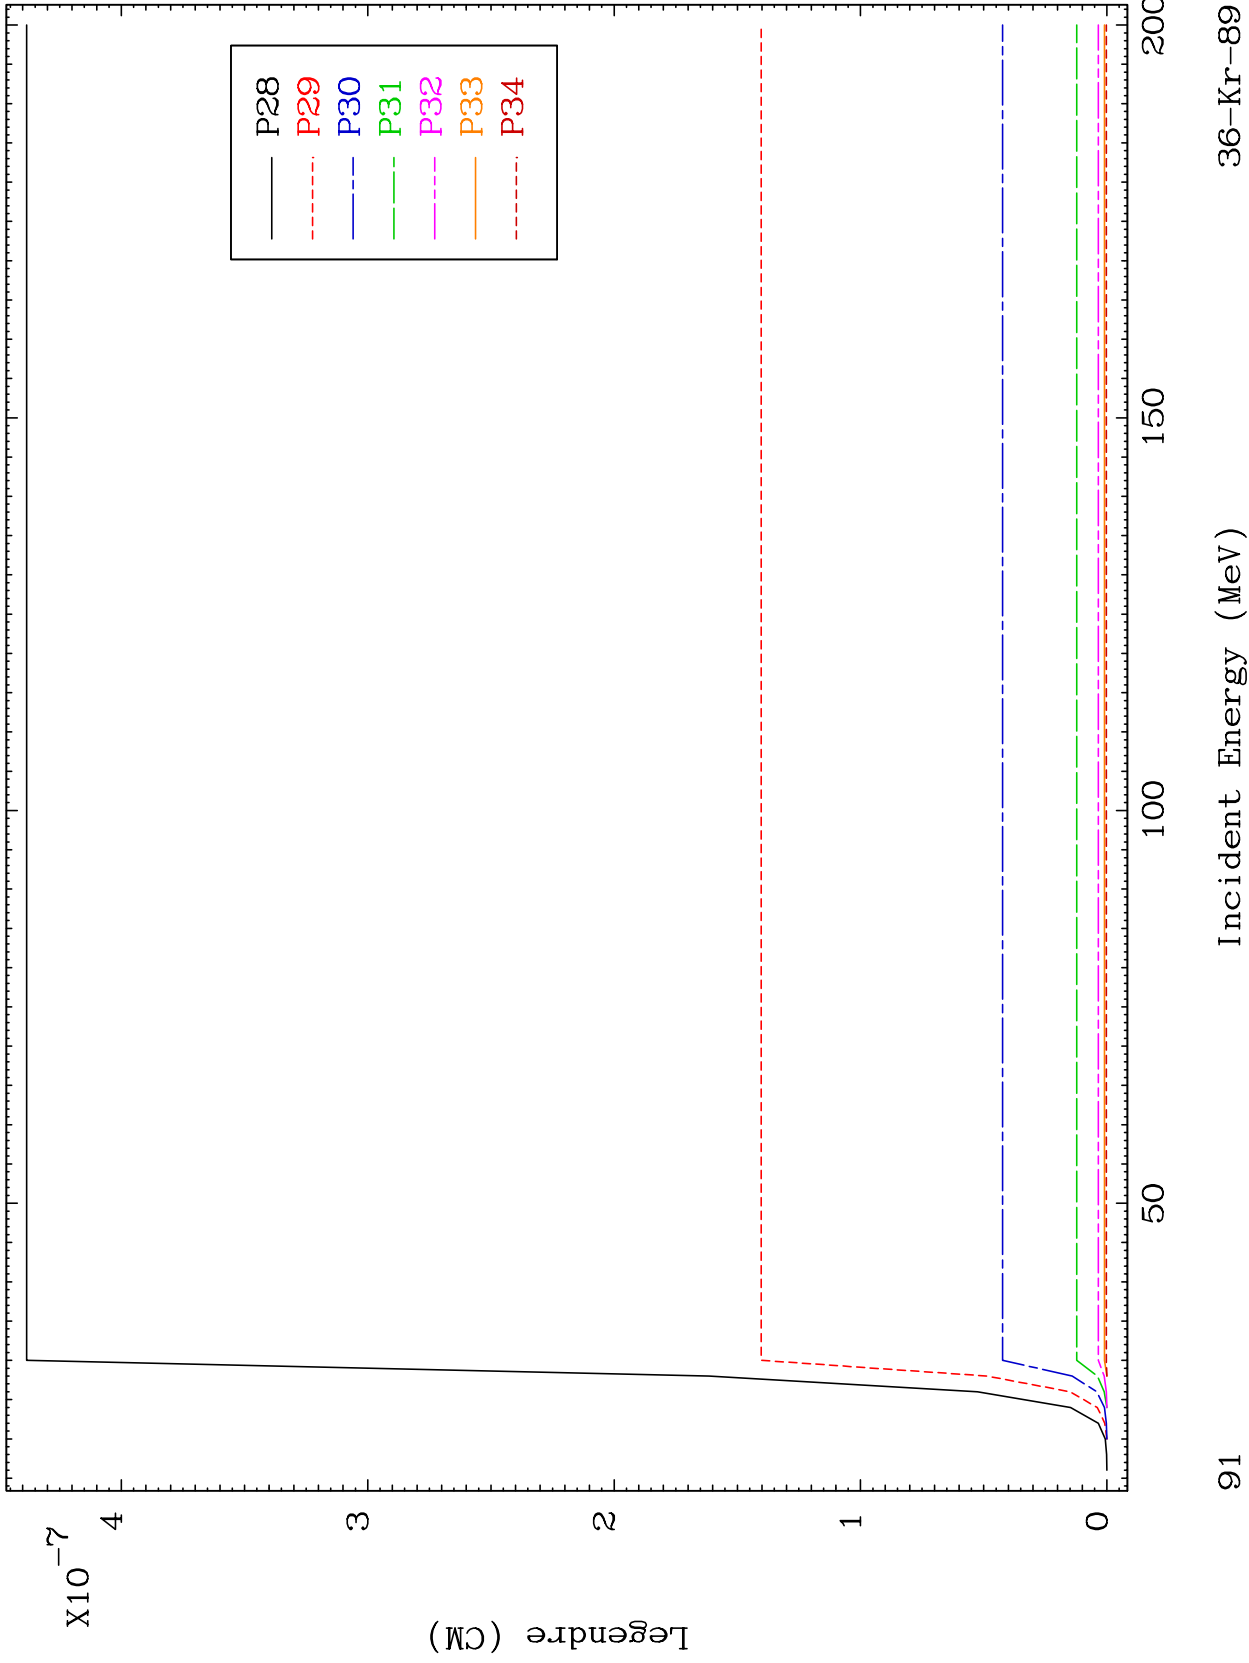 X10^-7
4
3
2
1
0
Legendre (CM)
P28
P29
P30
P31
P32
P33
P34
50
100
150
200
Incident Energy (MeV)
91
36-Kr-89